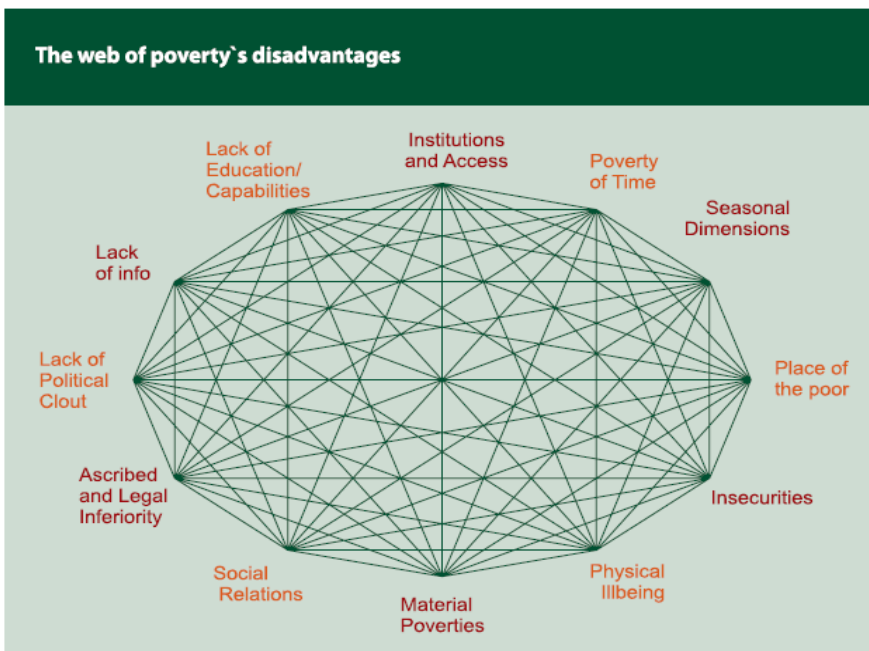 The web of poverty`s disadvantages
Institutions
and Access
Poverty
of Time
Seasonal
Dimensions
Place of
the poor
Insecurities
Physical
Illbeing
Material
Poverties
Social
Relations
Ascribed
and Legal
Inferiority
Lack of
Political
Clout
Lack
of info
Lack of
Education/
Capabilities